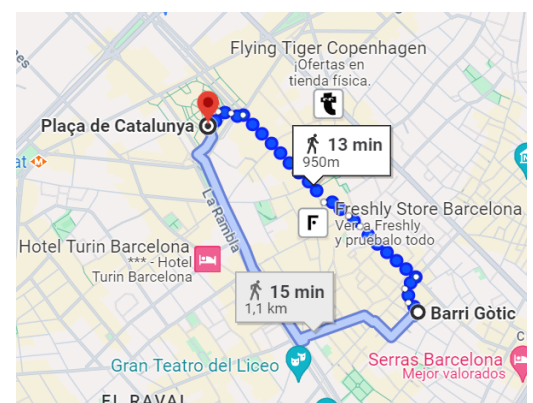 Flying Tiger Copenhagen
¡Ofertas en
tienda física.
Plaça de Catalunya
13 min
950m
at
La Rambla
F
Freshly Store Barcelona
Ver a Freshly
y pruébalo todo
Hotel Turin Barcelona
*** - Hotel
Turin Barcelona
15 min
1,1 km
Barri Gòtic
Gran Teatro del Liceo
Serras Barcelona
Mejor valorados
EL RAVAL
C